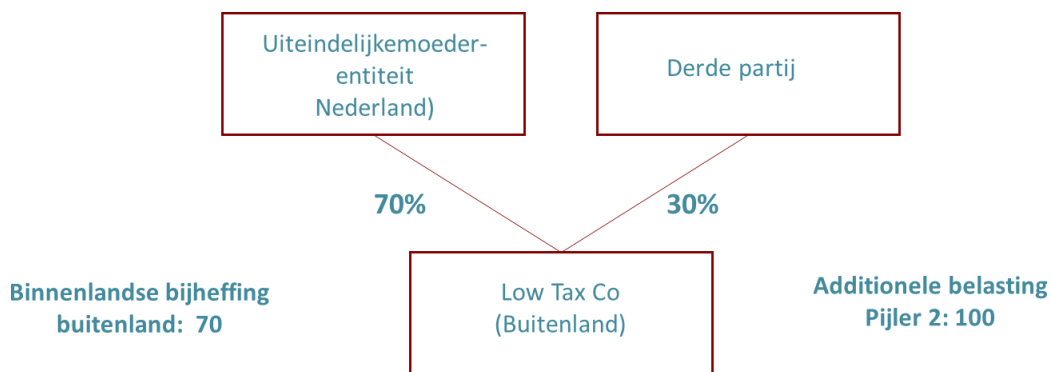 Uiteindelijkemoeder-
entiteit
Nederland)
Derde partij
70%
30%
Binnenlandse bijheffing
buitenland: 70
Low Tax Co
(Buitenland)
Additionele belasting
Pijler 2: 100